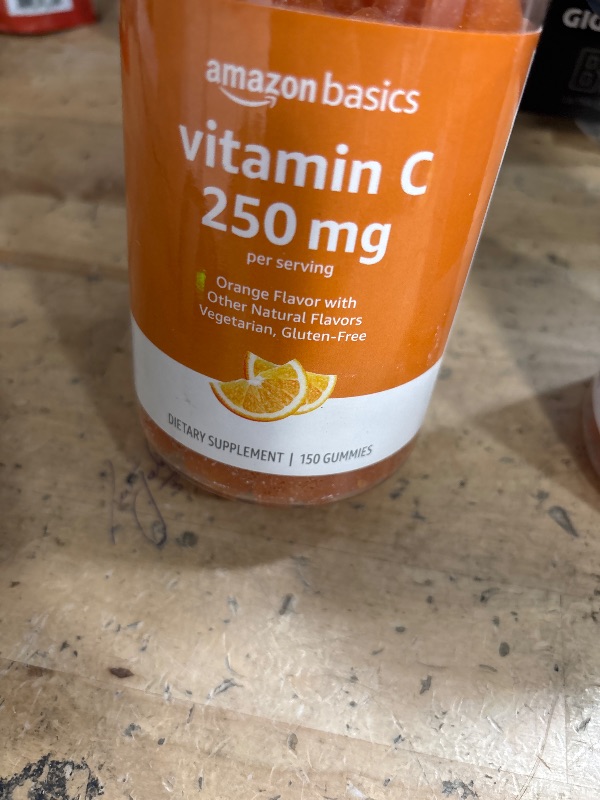 amazon basics
vitamin C
250 mg
per serving
Orange Flavor with
Other Natural Flavors
Vegetarian, Gluten-Free
DIETARY SUPPLEMENT | 150 GUMMIES